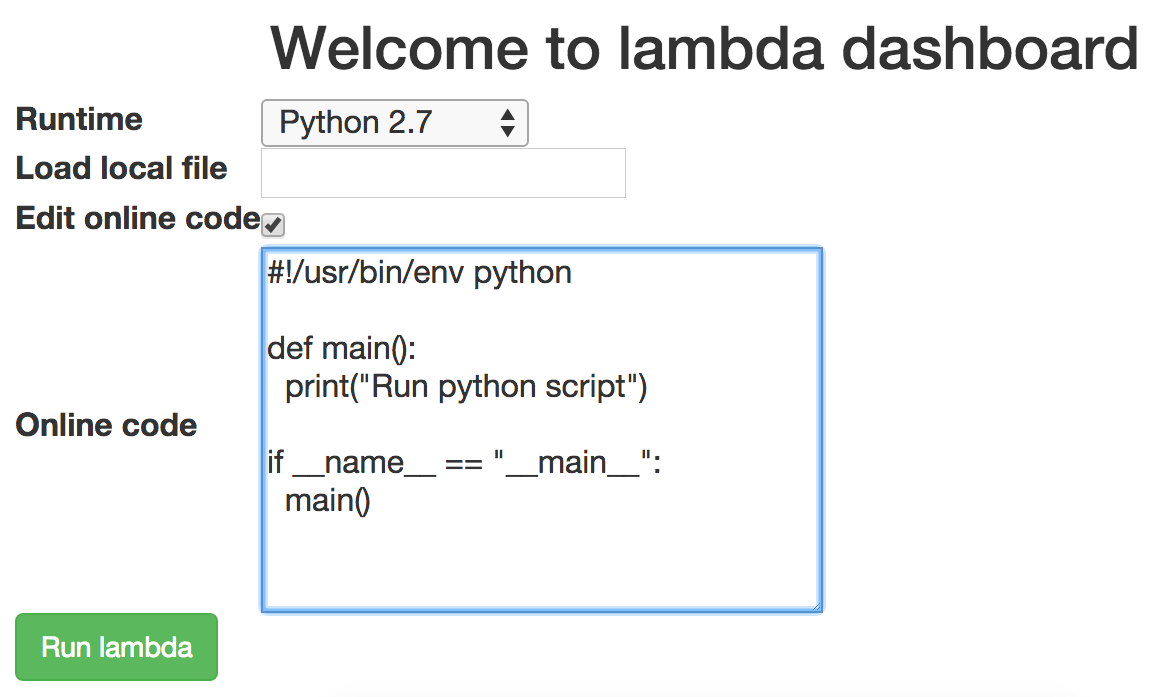 Welcome to lambda dashboard
Runtime
Python 2.7
Load local file
Edit online code
Online code
#!/usr/bin/env python
def main():
  print("Run python script")
if __name__ == "__main__":
  main()
Run lambda